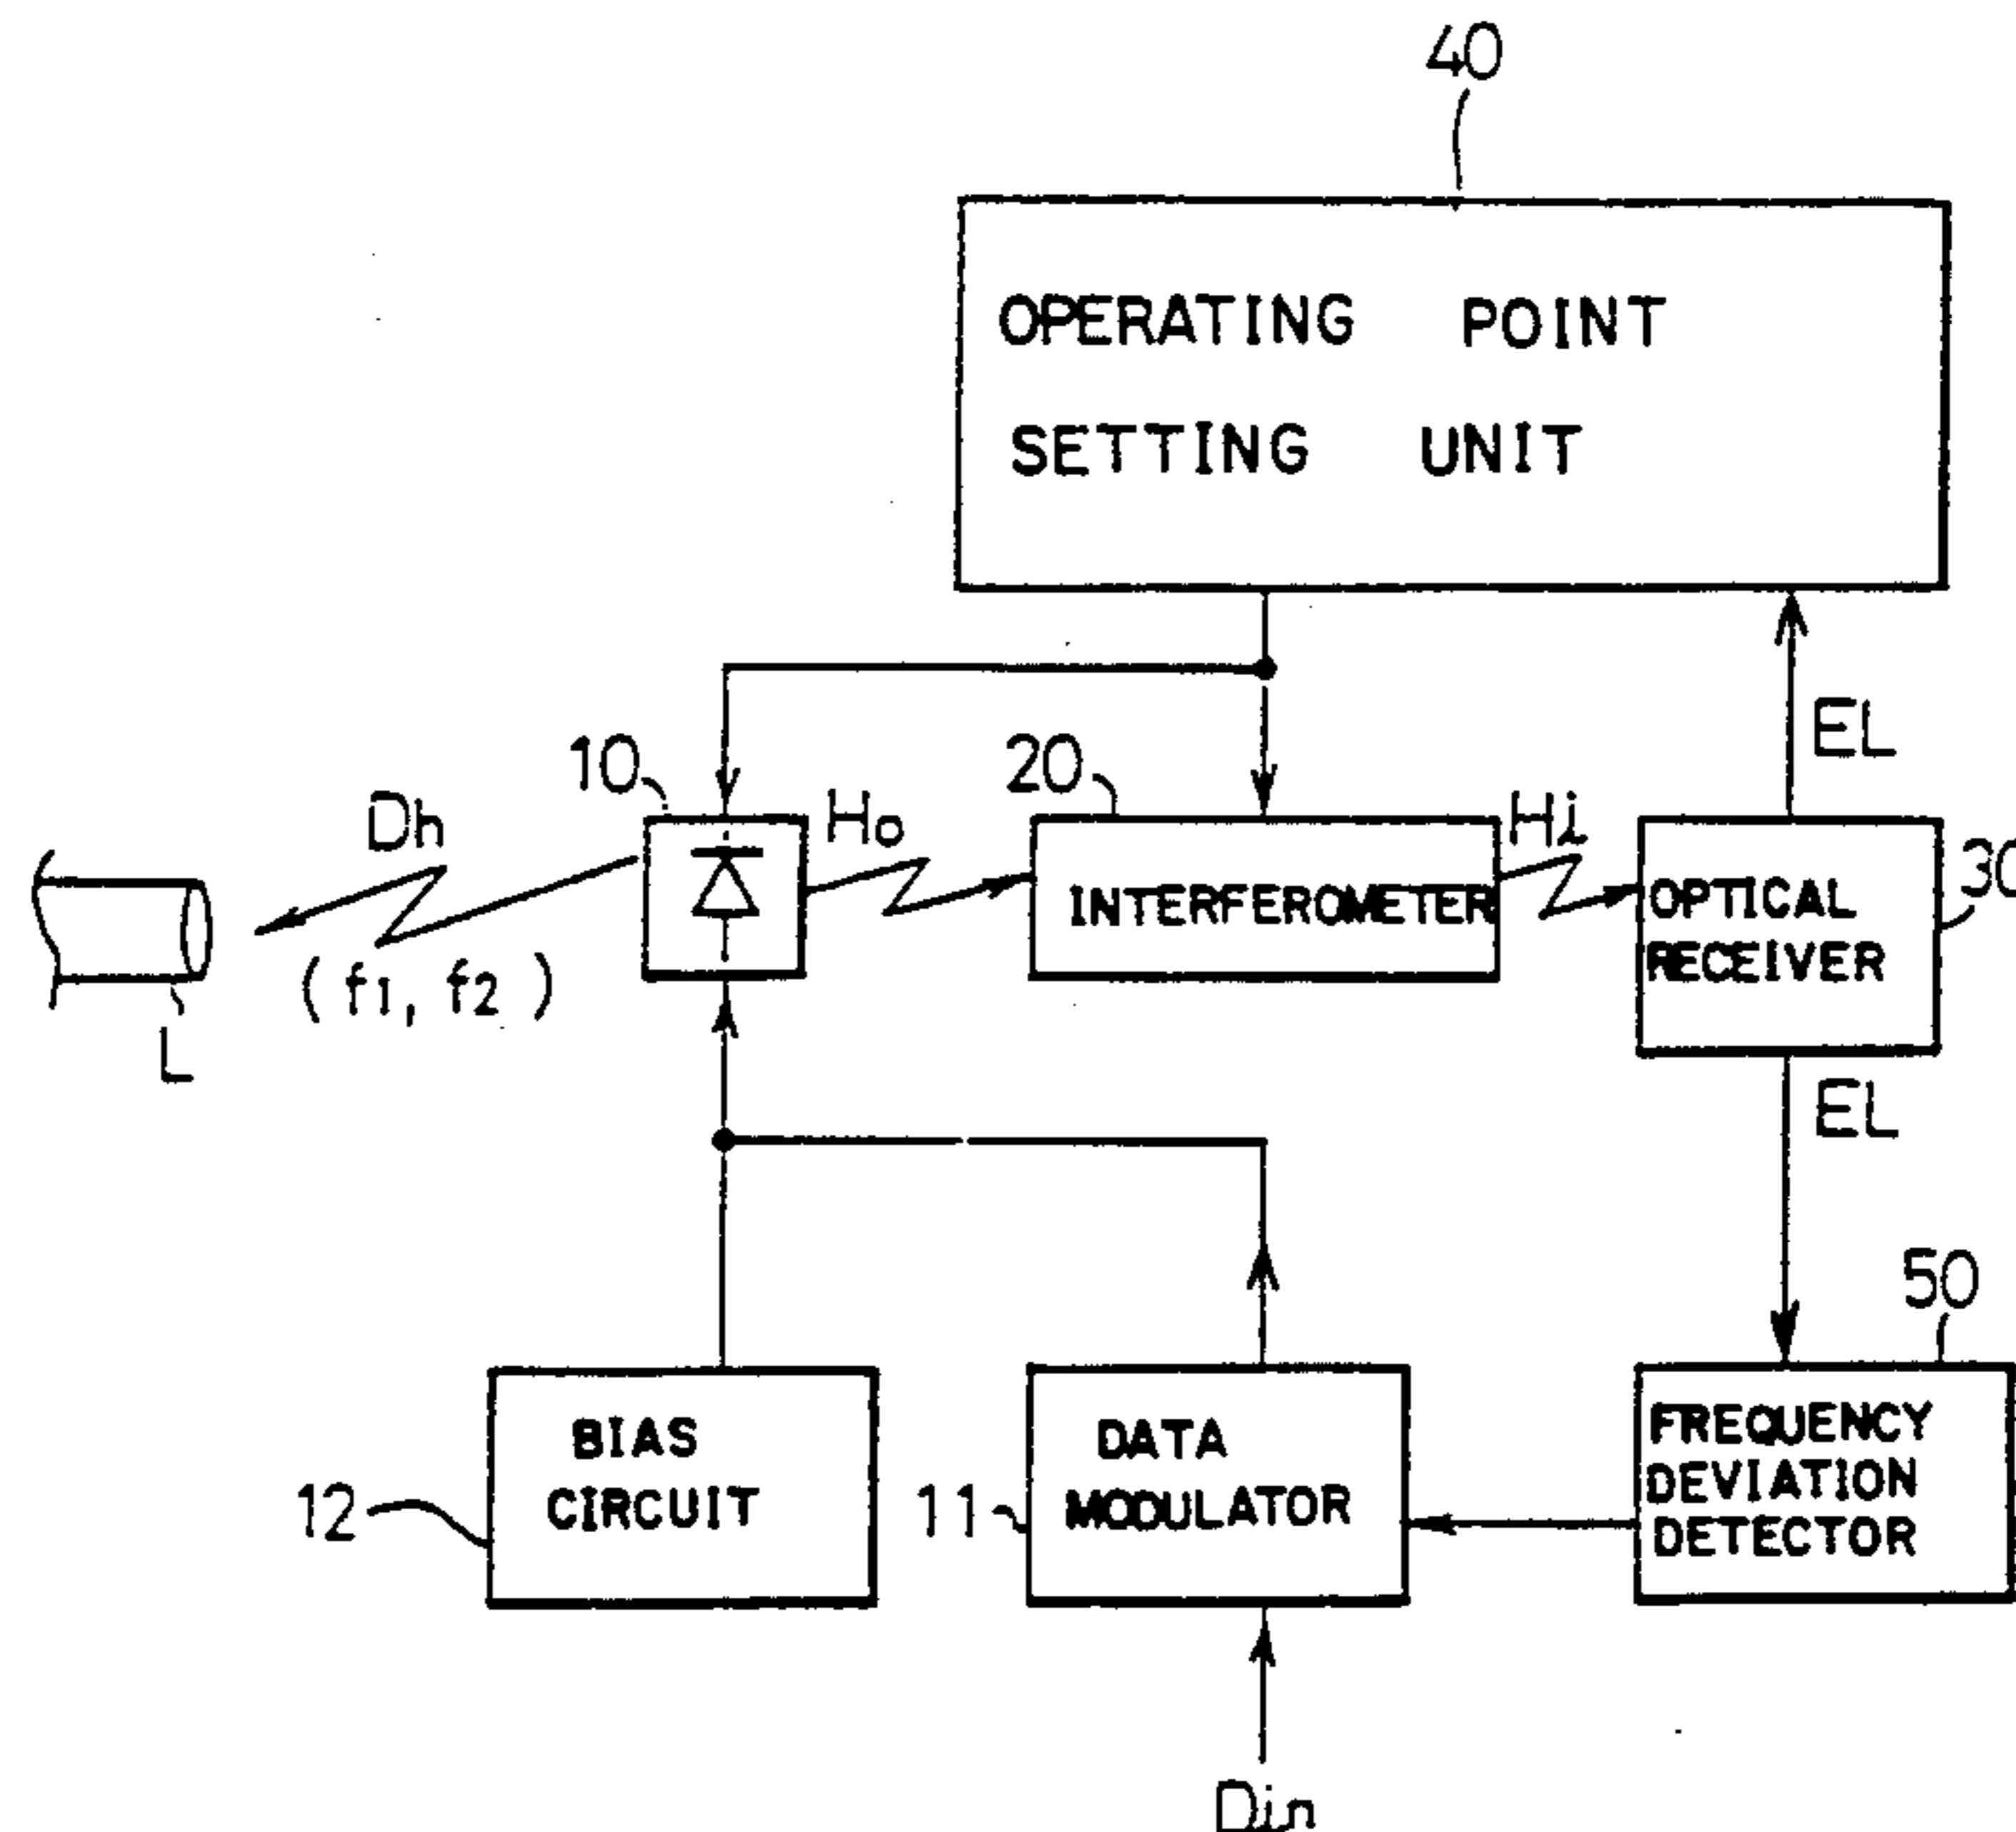 40
OPERATING POINT
SETTING UNIT
EL
10
20
Dh
Ho
Hi
30
INTERFEROMETER
OPTICAL
RECEIVER
(f1, f2)
L
EL
50
BIAS
CIRCUIT
12
DATA
MODULATOR
11
FREQUENCY
DEVIATION
DETECTOR
Din